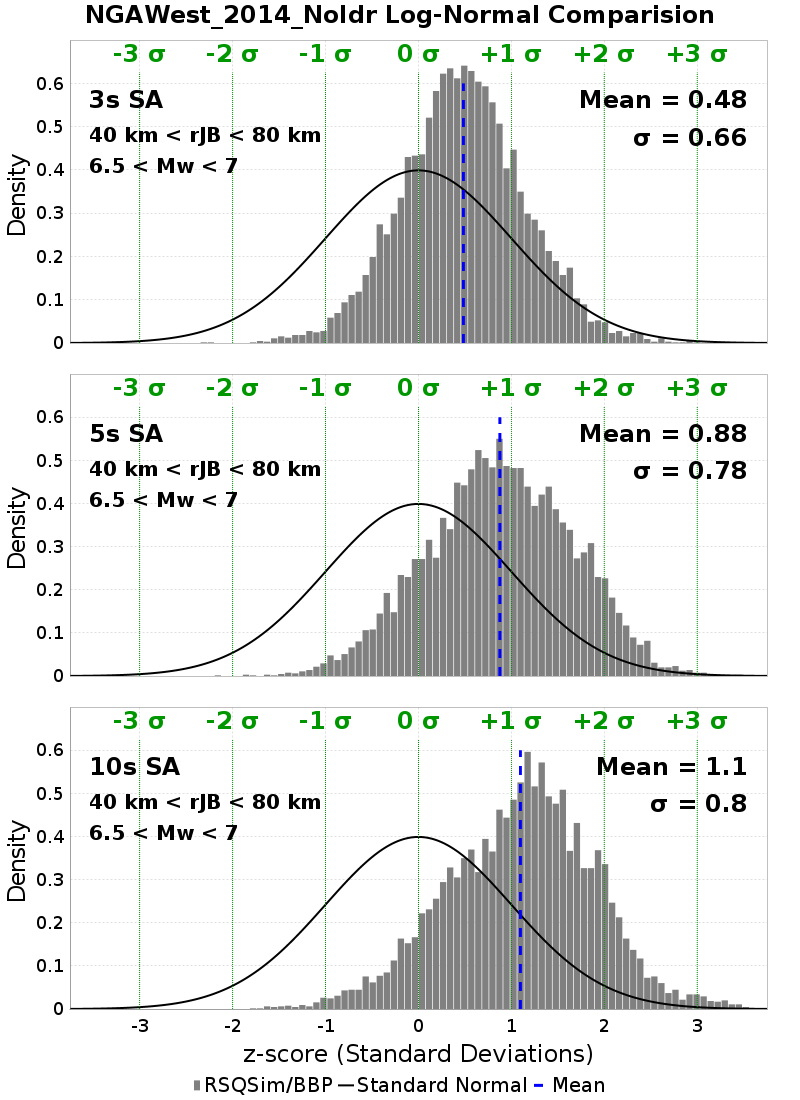 NGAWest_2014_NoIdr Log-Normal Comparision
-3 σ -2 σ -1 σ 0 σ +1 σ +2 σ +3 σ
3s SA
40 km < rJB < 80 km
6.5 < Mw < 7
Mean = 0.48
σ = 0.66
Density
0.6
0.5
0.4
0.3
0.2
0.1
0
-3 σ -2 σ -1 σ 0 σ +1 σ +2 σ +3 σ
5s SA
40 km < rJB < 80 km
6.5 < Mw < 7
Mean = 0.88
σ = 0.78
Density
0.6
0.5
0.4
0.3
0.2
0.1
0
-3 σ -2 σ -1 σ 0 σ +1 σ +2 σ +3 σ
10s SA
40 km < rJB < 80 km
6.5 < Mw < 7
Mean = 1.1
σ = 0.8
Density
0.6
0.5
0.4
0.3
0.2
0.1
0
-3 -2 -1 0 1 2 3
z-score (Standard Deviations)
RSQSim/BBP Standard Normal Mean